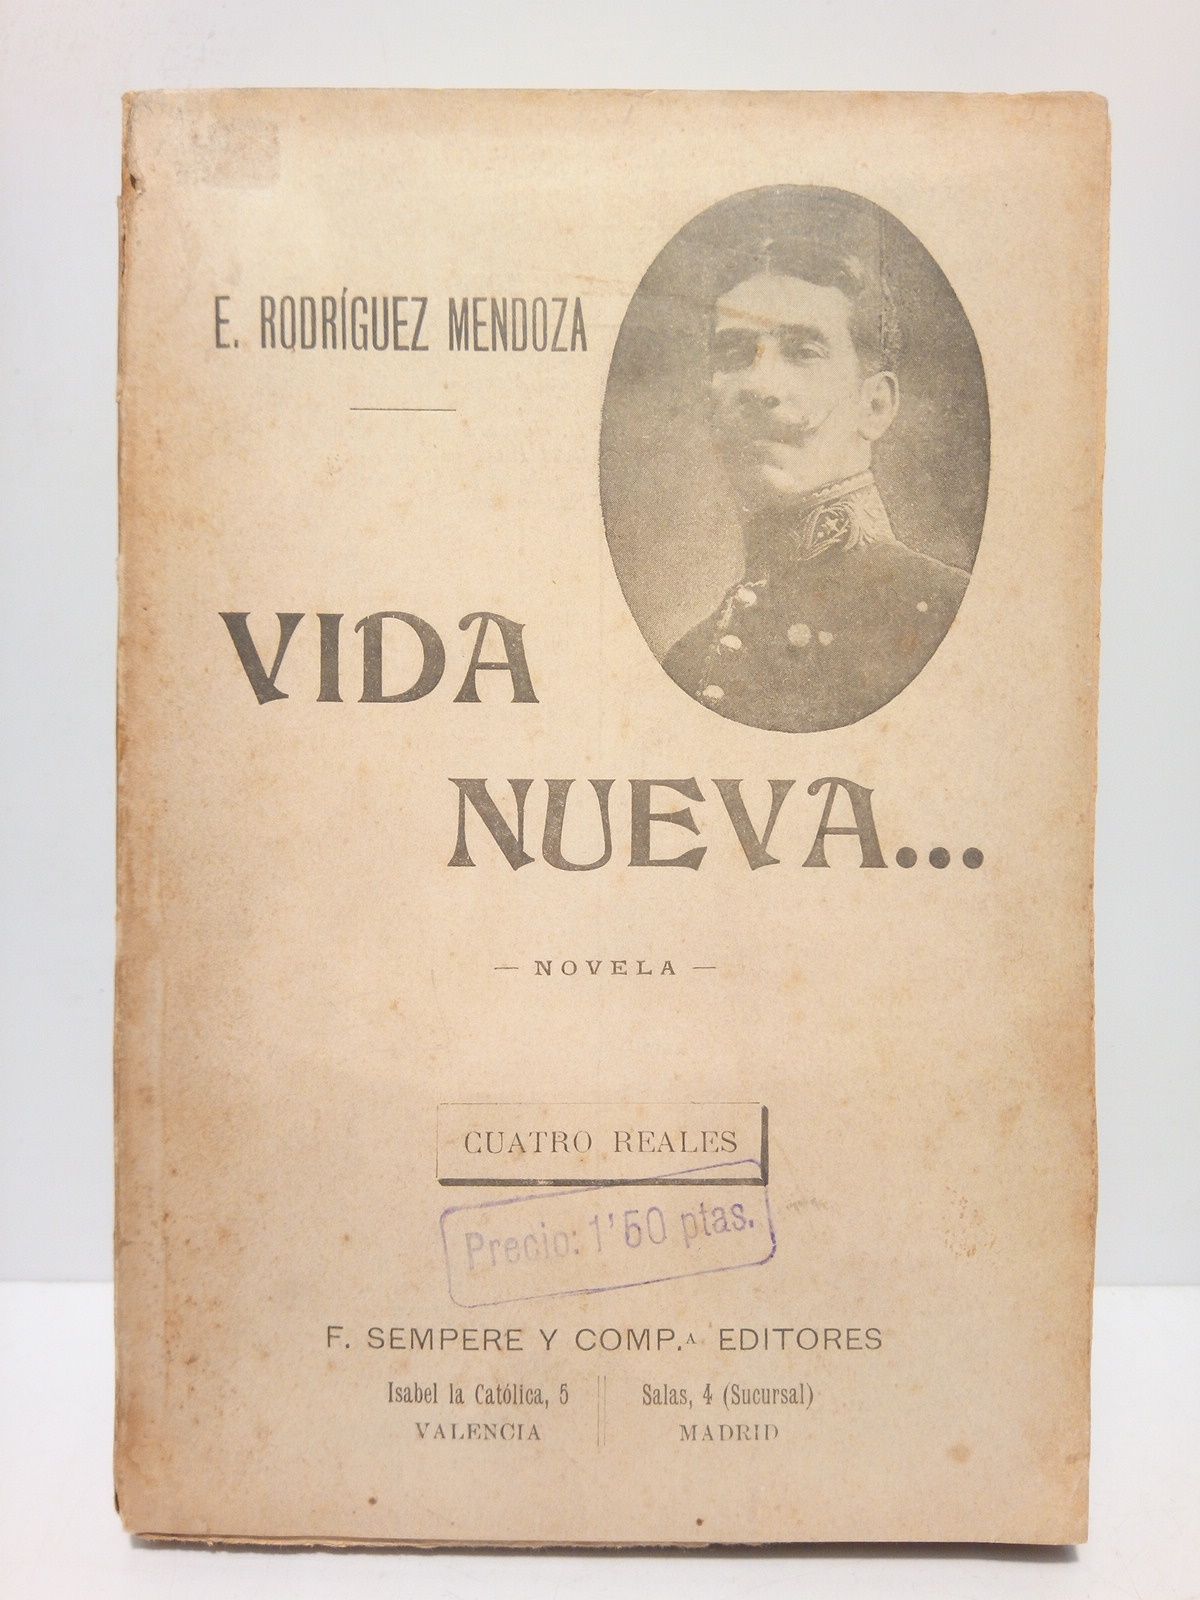 E. RODRÍGUEZ MENDOZA
VIDA
NUEVA...
— NOVELA —
CUATRO REALES
Precio: 1'50 ptas.
F. SEMPERE Y COMP.ᴬ EDITORES
Isabel la Católica, 5
VALENCIA
Salas, 4 (Sucursal)
MADRID